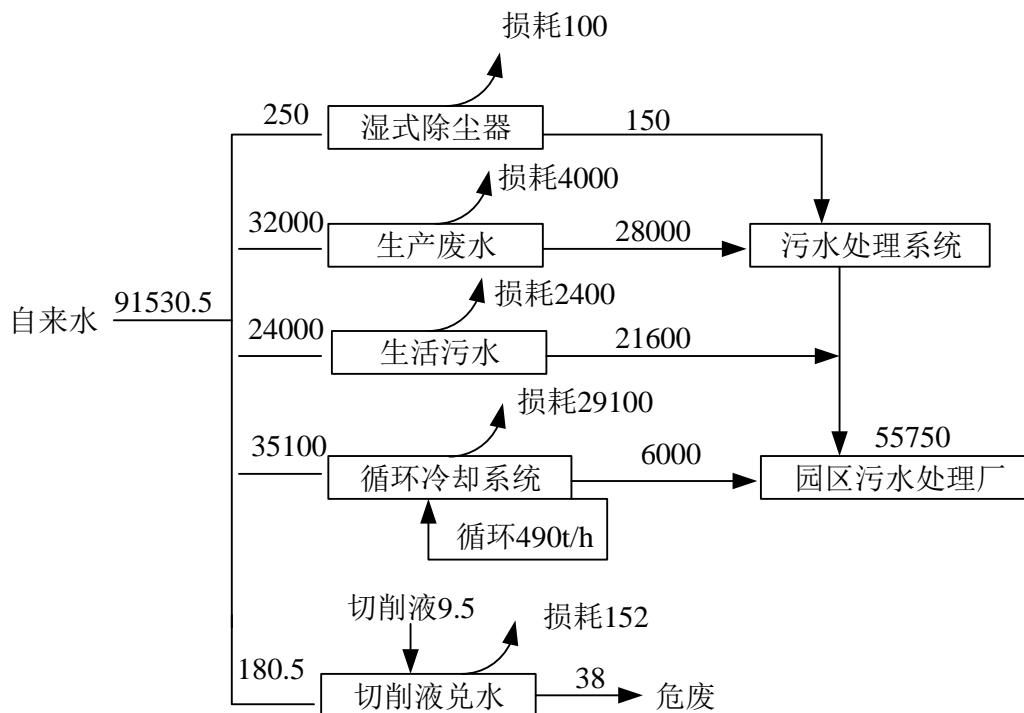 损耗100
250
湿式除尘器
150
损耗4000
32000
生产废水
28000
污水处理系统
自来水
91530.5
损耗2400
24000
生活污水
21600
损耗29100
35100
循环冷却系统
6000
55750
园区污水处理厂
循环490t/h
切削液9.5
损耗152
180.5
切削液兑水
38
危废